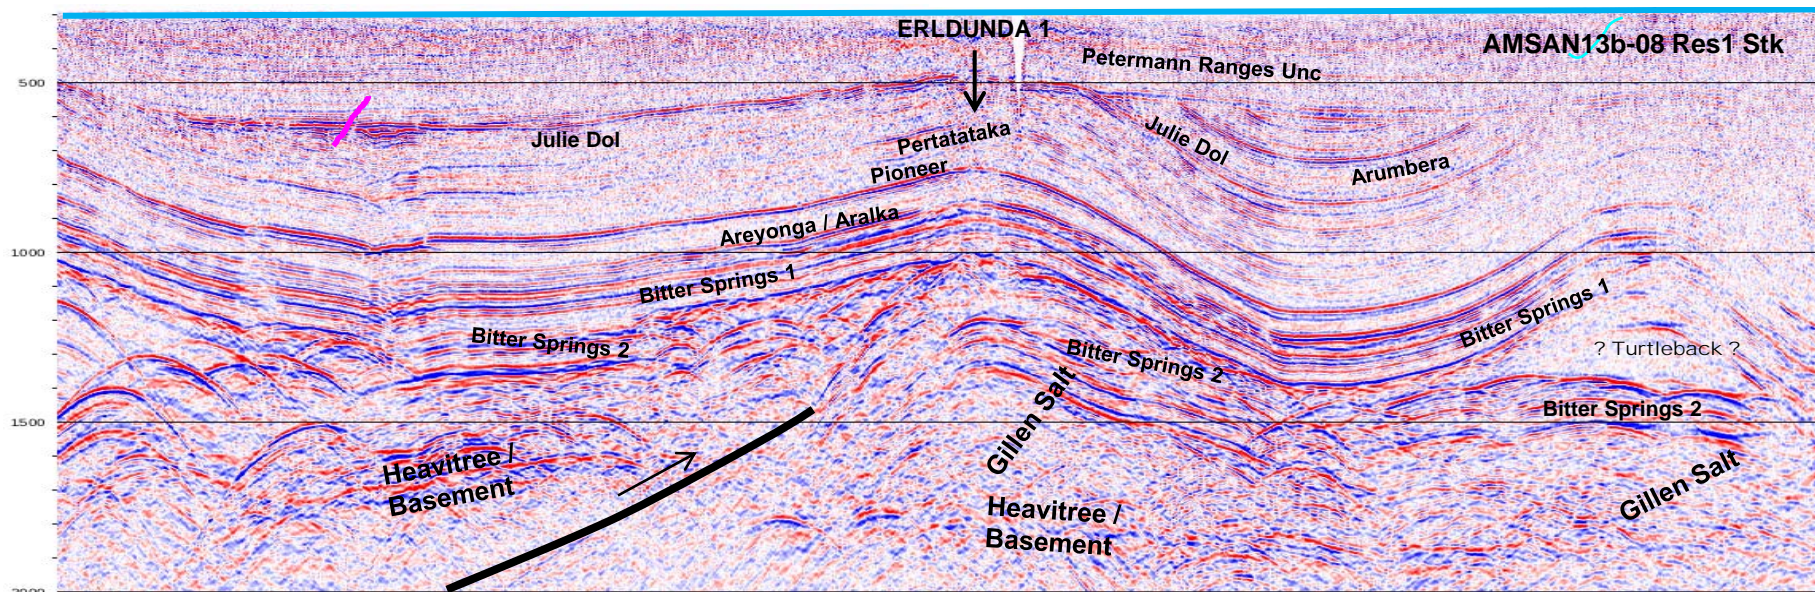 ERLDUNDA 1
AMSAN13b-08 Res1 Stk
Petermann Ranges Unc
500
Julie Dol
Pertatataka
Julie Dol
Pioneer
Arumbera
Areyonga / Aralka
1000
Bitter Springs 1
Bitter Springs 1
Bitter Springs 2
Bitter Springs 2
? Turtleback ?
Gillen Salt
Bitter Springs 2
1500
Heavitree /
Basement
Gillen Salt
Heavitree /
Basement
2000